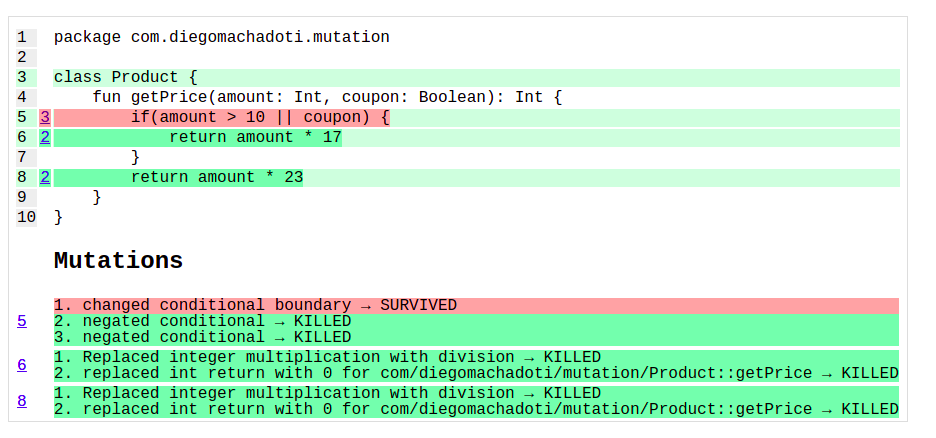 1 package com.diegomachadoti.mutation
2
3 class Product {
4 fun getPrice(amount: Int, coupon: Boolean): Int {
5 3 if(amount > 10 || coupon) {
6 2 return amount * 17
7 }
8 2 return amount * 23
9 }
10 }
Mutations
5 1. changed conditional boundary → SURVIVED
2. negated conditional → KILLED
3. negated conditional → KILLED
6 1. Replaced integer multiplication with division → KILLED
2. replaced int return with 0 for com/diegomachadoti/mutation/Product::getPrice → KILLED
8 1. Replaced integer multiplication with division → KILLED
2. replaced int return with 0 for com/diegomachadoti/mutation/Product::getPrice → KILLED